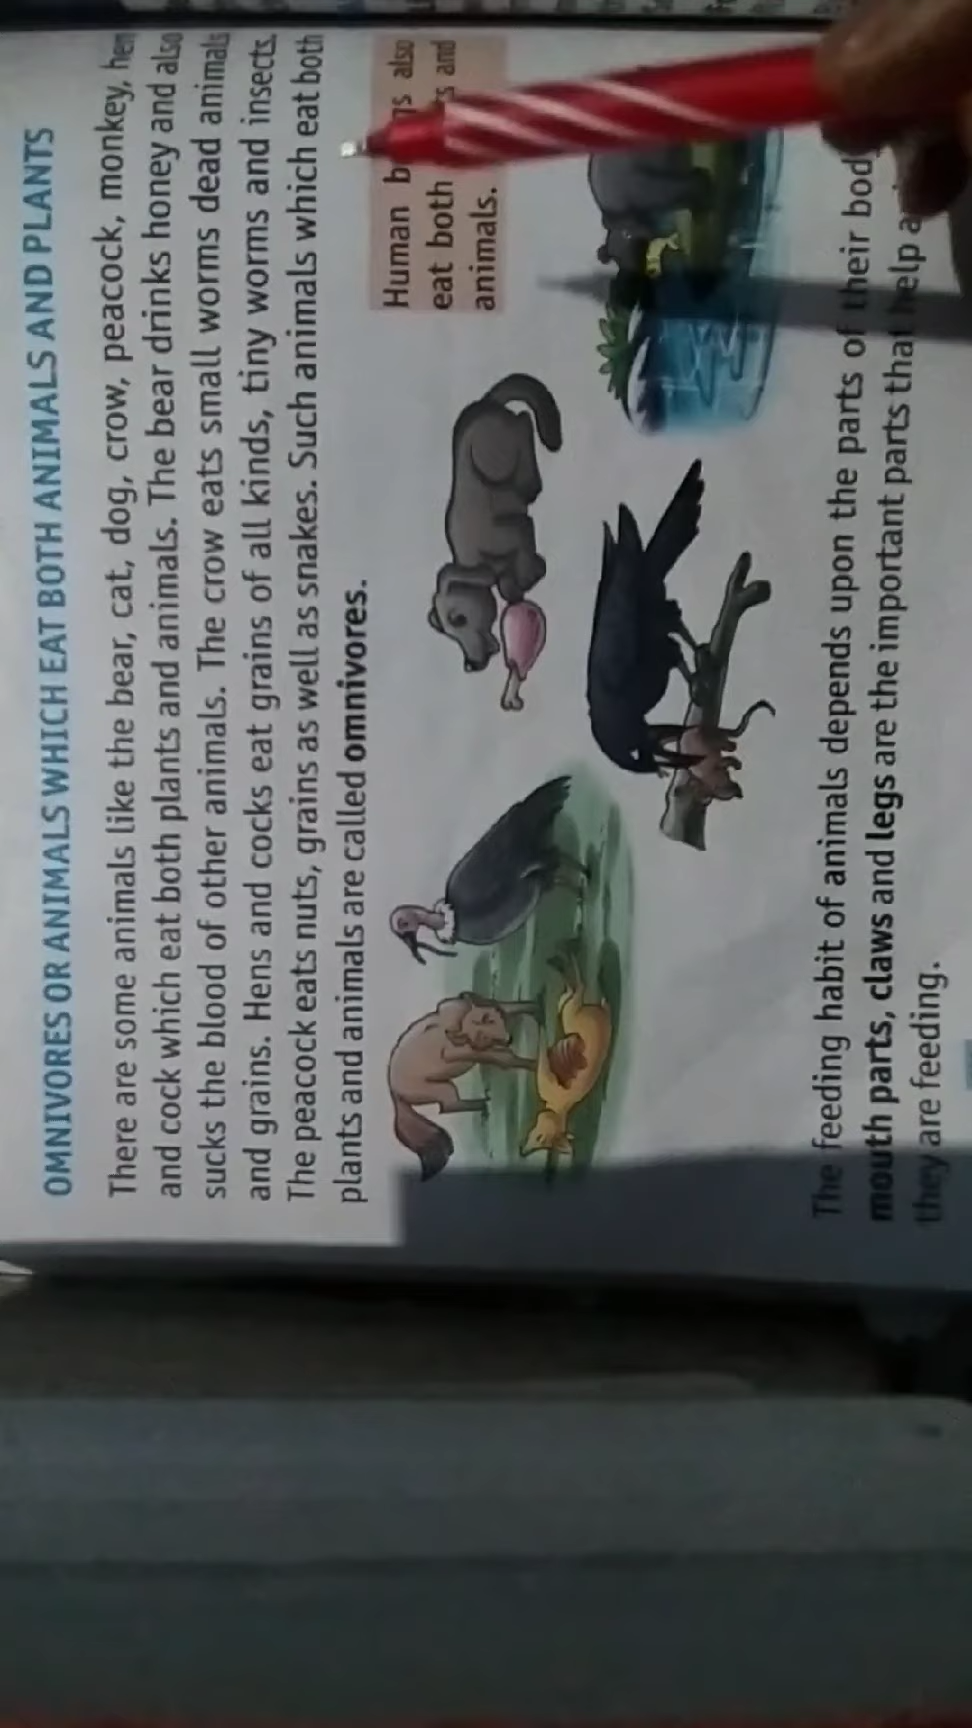 OMNIVORES OR ANIMALS WHICH EAT BOTH ANIMALS AND PLANTS
There are some animals like the bear, cat, dog, crow, peacock, monkey, hen
and cock which eat both plants and animals. The bear drinks honey and also
sucks the blood of other animals. The crow eats small worms dead animals
and grains. Hens and cocks eat grains of all kinds, tiny worms and insects.
The peacock eats nuts, grains as well as snakes. Such animals which eat both
plants and animals are called omnivores.
Human also
eat both and
animals.
The feeding habit of animals depends upon the parts of their
mouth parts, claws and legs are the important parts that help
they are feeding.